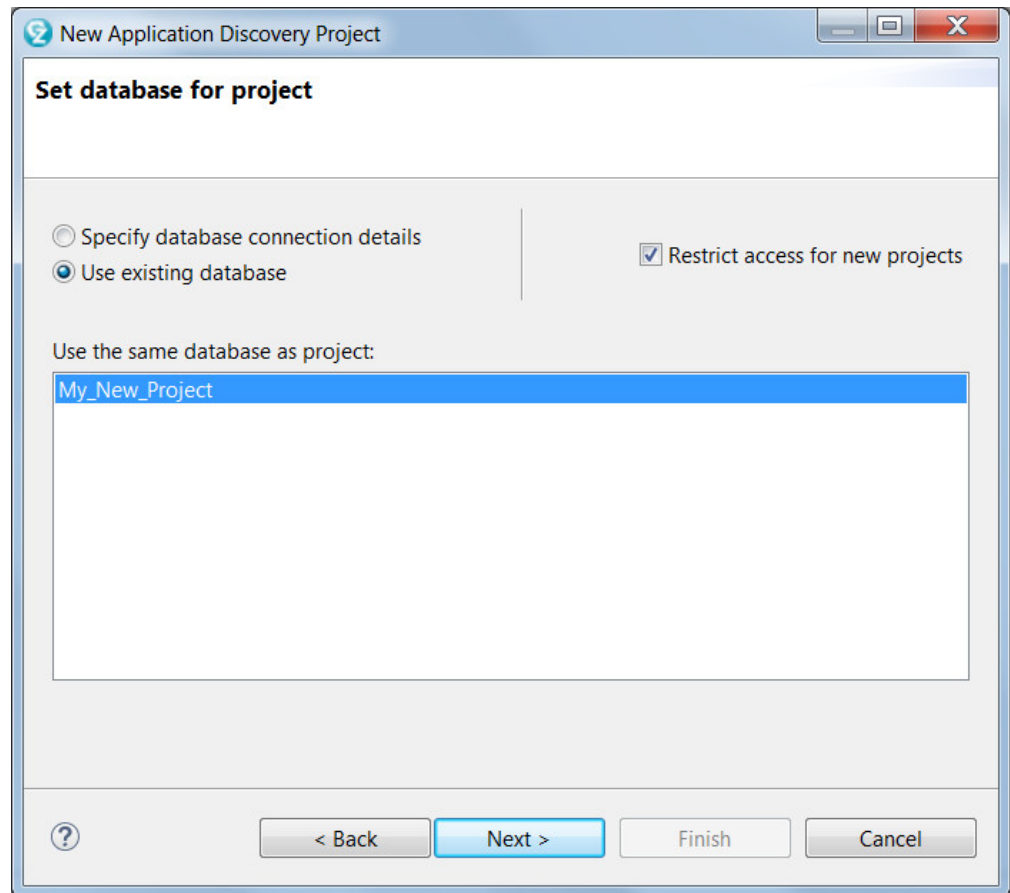 New Application Discovery Project
Set database for project
Specify database connection details
Use existing database
Restrict access for new projects
Use the same database as project:
My_New_Project
?
< Back
Next >
Finish
Cancel